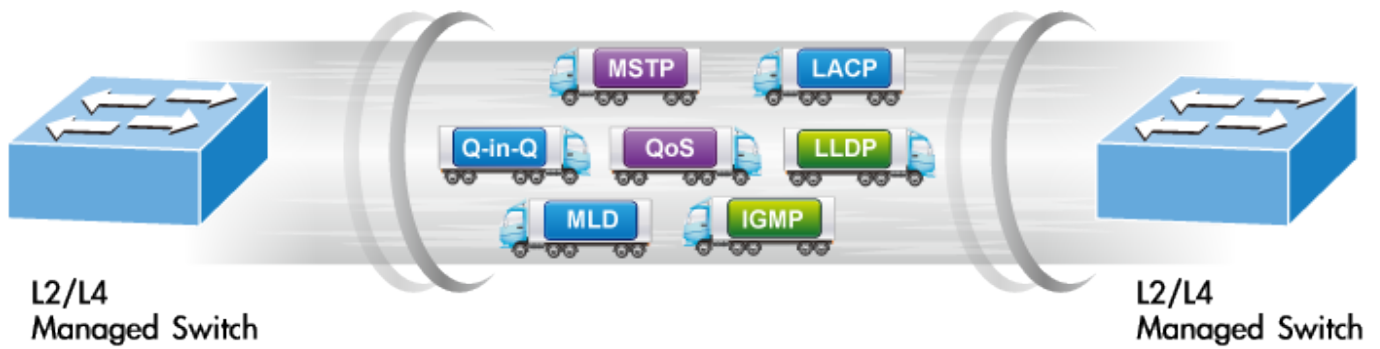 MSTP LACP
Q-in-Q QoS LLDP
MLD IGMP
L2/L4
Managed Switch
L2/L4
Managed Switch